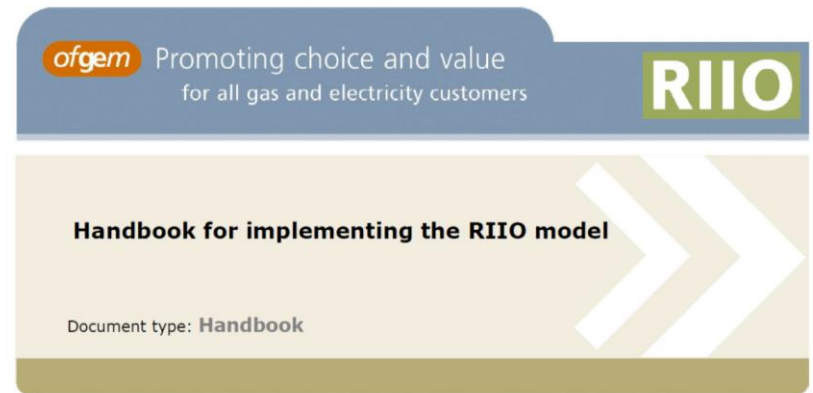 ofgem Promoting choice and value
for all gas and electricity customers
RIIO
Handbook for implementing the RIIO model
Document type: Handbook